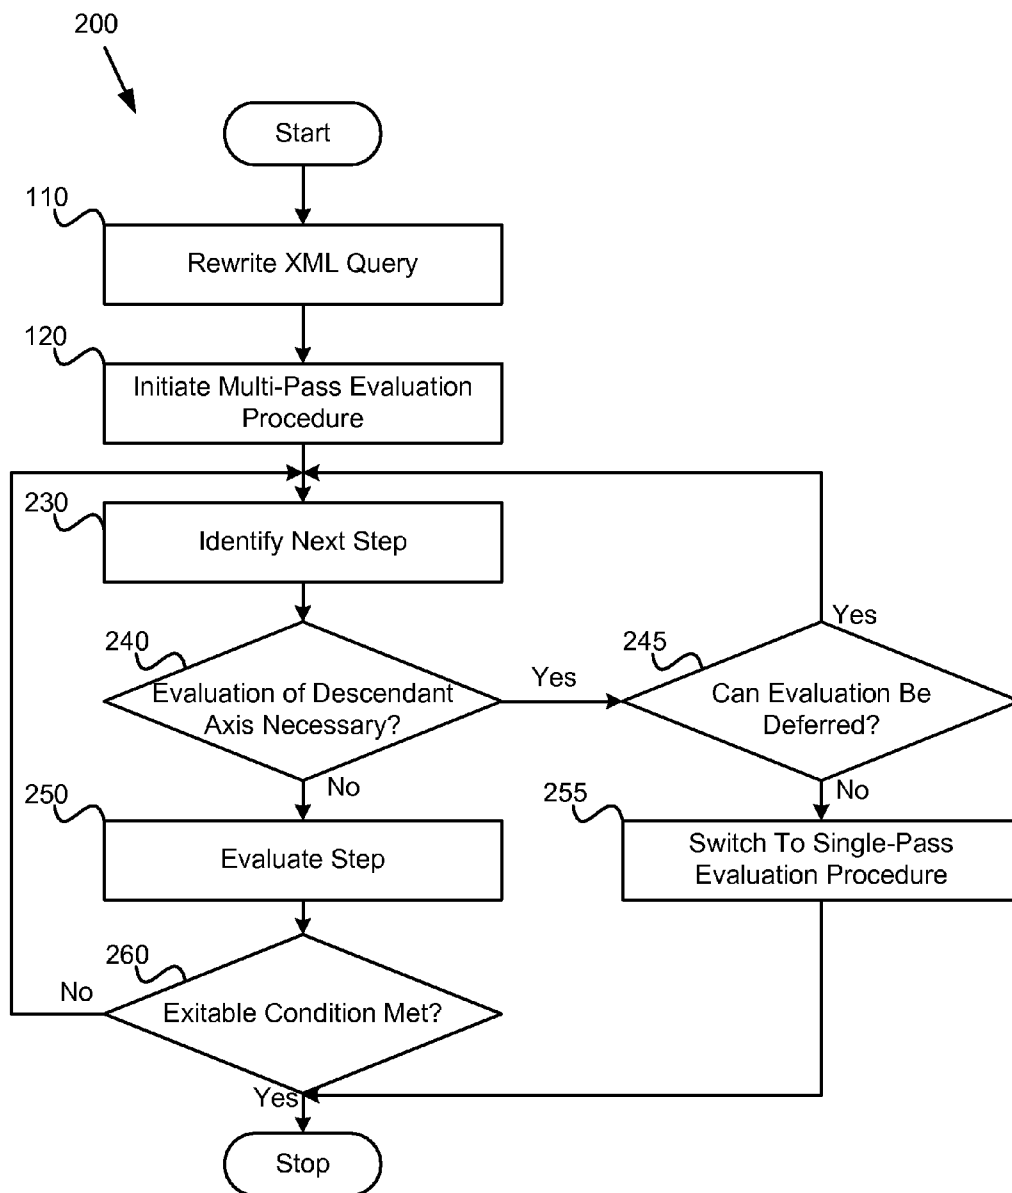 200
Start
110
Rewrite XML Query
120
Initiate Multi-Pass Evaluation
Procedure
230
Identify Next Step
240
Evaluation of Descendant
Axis Necessary?
Yes
No
245
Can Evaluation Be
Deferred?
Yes
No
250
Evaluate Step
255
Switch To Single-Pass
Evaluation Procedure
260
Exitable Condition Met?
No
Yes
Stop